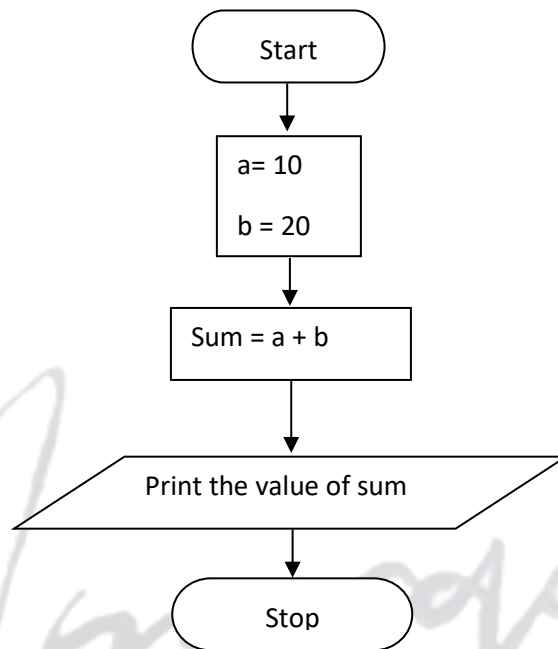 Start
a= 10
b = 20
Sum = a + b
Print the value of sum
Stop